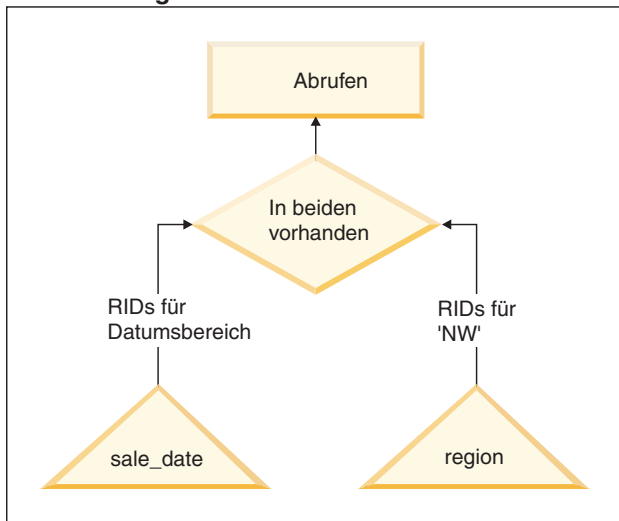 Abrufen
In beiden
vorhanden
RIDs für
Datumsbereich
RIDs für
'NW'
sale_date
region